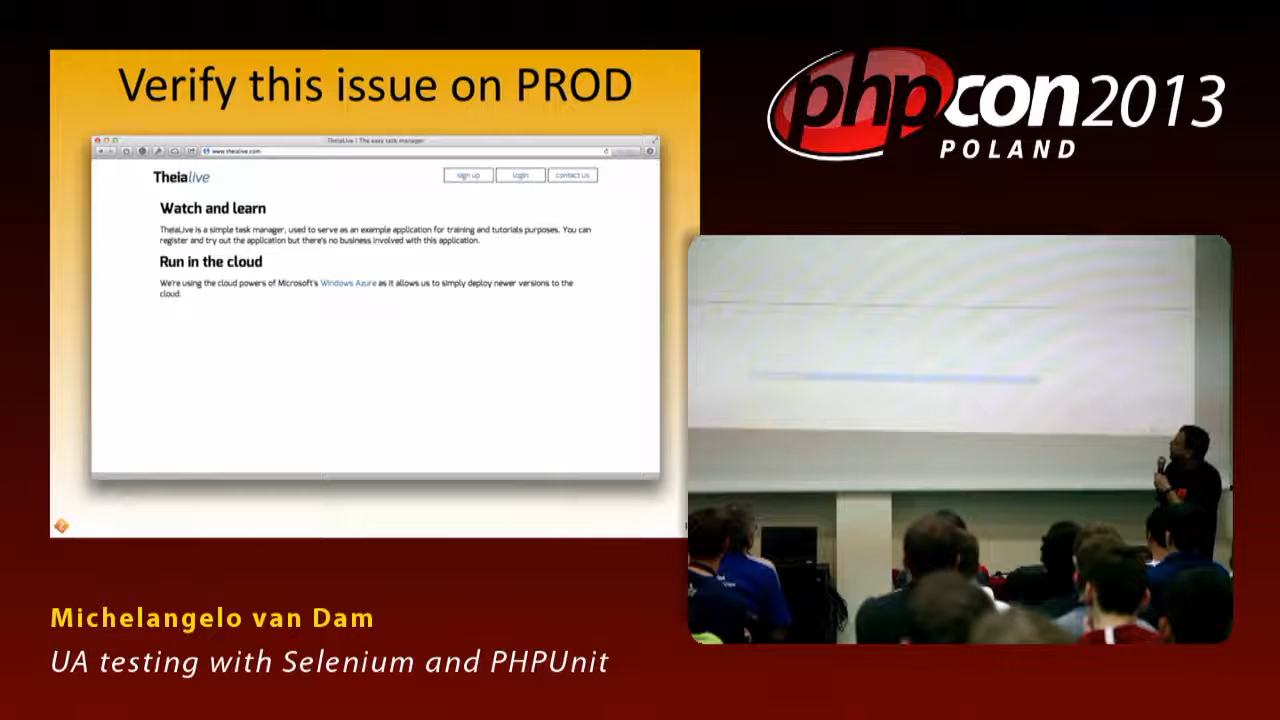 Verify this issue on PROD
TheiaLive | The easy task manager
www.theialive.com
Theialive
sign up
login
contact us
Watch and learn
TheiaLive is a simple task manager, used to serve as an example application for training and tutorials purposes. You can
register and try out the application but there's no business involved with this application.
Run in the cloud
We're using the cloud powers of Microsoft's Windows Azure as it allows us to simply deploy newer versions to the
cloud.
phpcon2013
POLAND
Michelangelo van Dam
UA testing with Selenium and PHPUnit